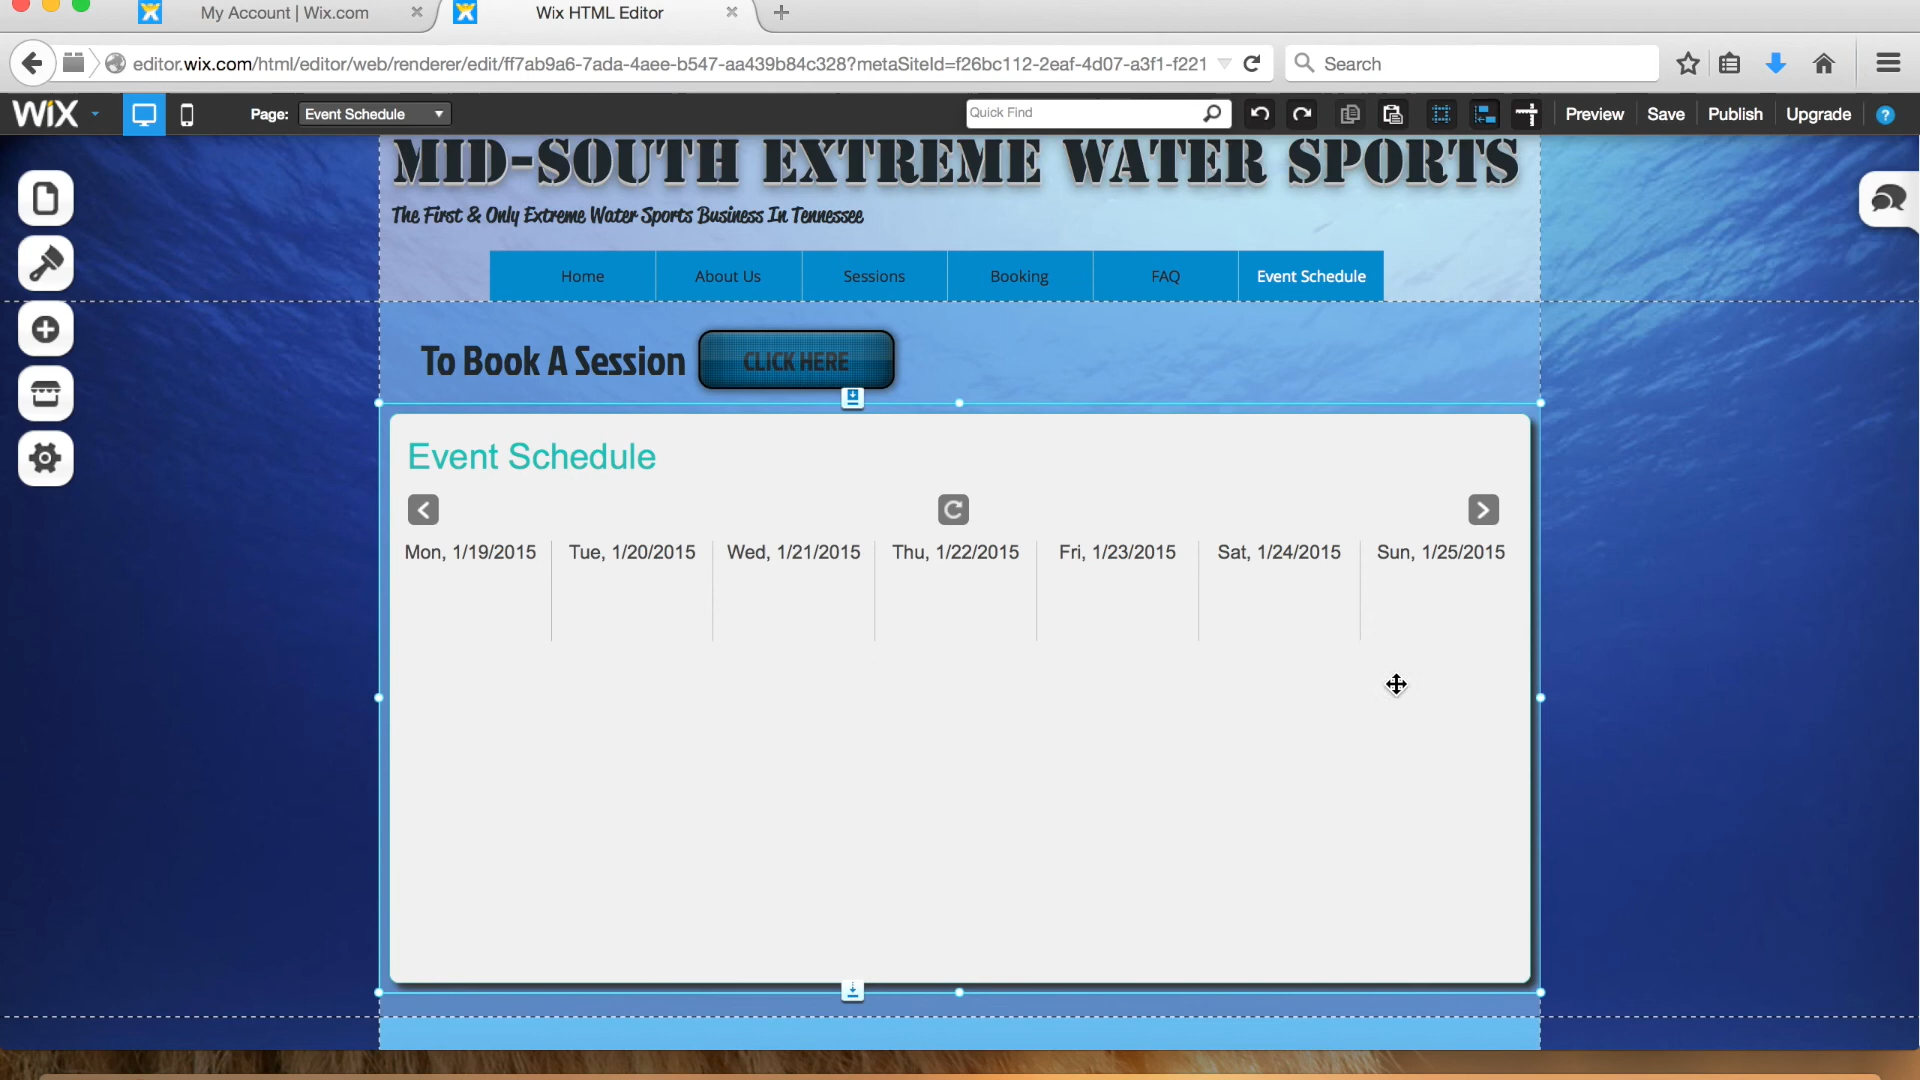 My Account | Wix.com
Wix HTML Editor
editor.wix.com/html/editor/web/renderer/edit/ff7ab9a6-7ada-4aee-b547-aa439b84c328?metaSiteId=f26bc112-2eaf-4d07-a3f1-f221
Search
WiX
Page: Event Schedule
Quick Find
Preview
Save
Publish
Upgrade
?
MID-SOUTH EXTREME WATER SPORTS
The First & Only Extreme Water Sports Business In Tennessee
Home
About Us
Sessions
Booking
FAQ
Event Schedule
To Book A Session
CLICK HERE
Event Schedule
Mon, 1/19/2015
Tue, 1/20/2015
Wed, 1/21/2015
Thu, 1/22/2015
Fri, 1/23/2015
Sat, 1/24/2015
Sun, 1/25/2015